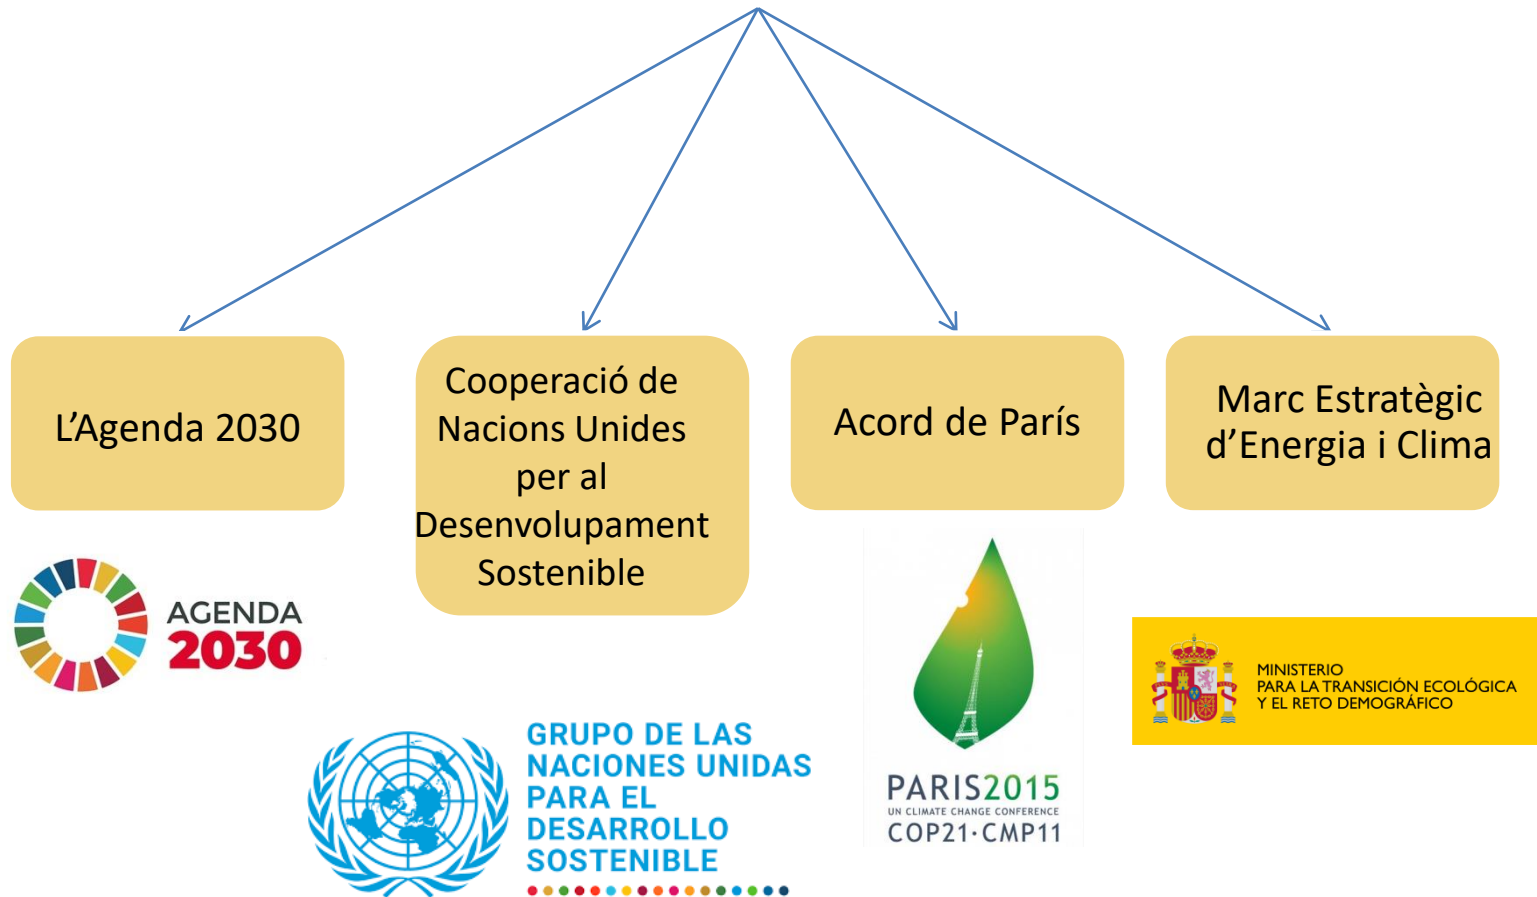 L'Agenda 2030
Cooperació de
Nacions Unides
per al
Desenvolupament
Sostenible
Acord de París
Marc Estratègic
d'Energia i Clima
AGENDA
2030
GRUPO DE LAS
NACIONES UNIDAS
PARA EL
DESARROLLO
SOSTENIBLE
PARIS2015
UN CLIMATE CHANGE CONFERENCE
COP21·CMP11
MINISTERIO
PARA LA TRANSICIÓN ECOLÓGICA
Y EL RETO DEMOGRÁFICO